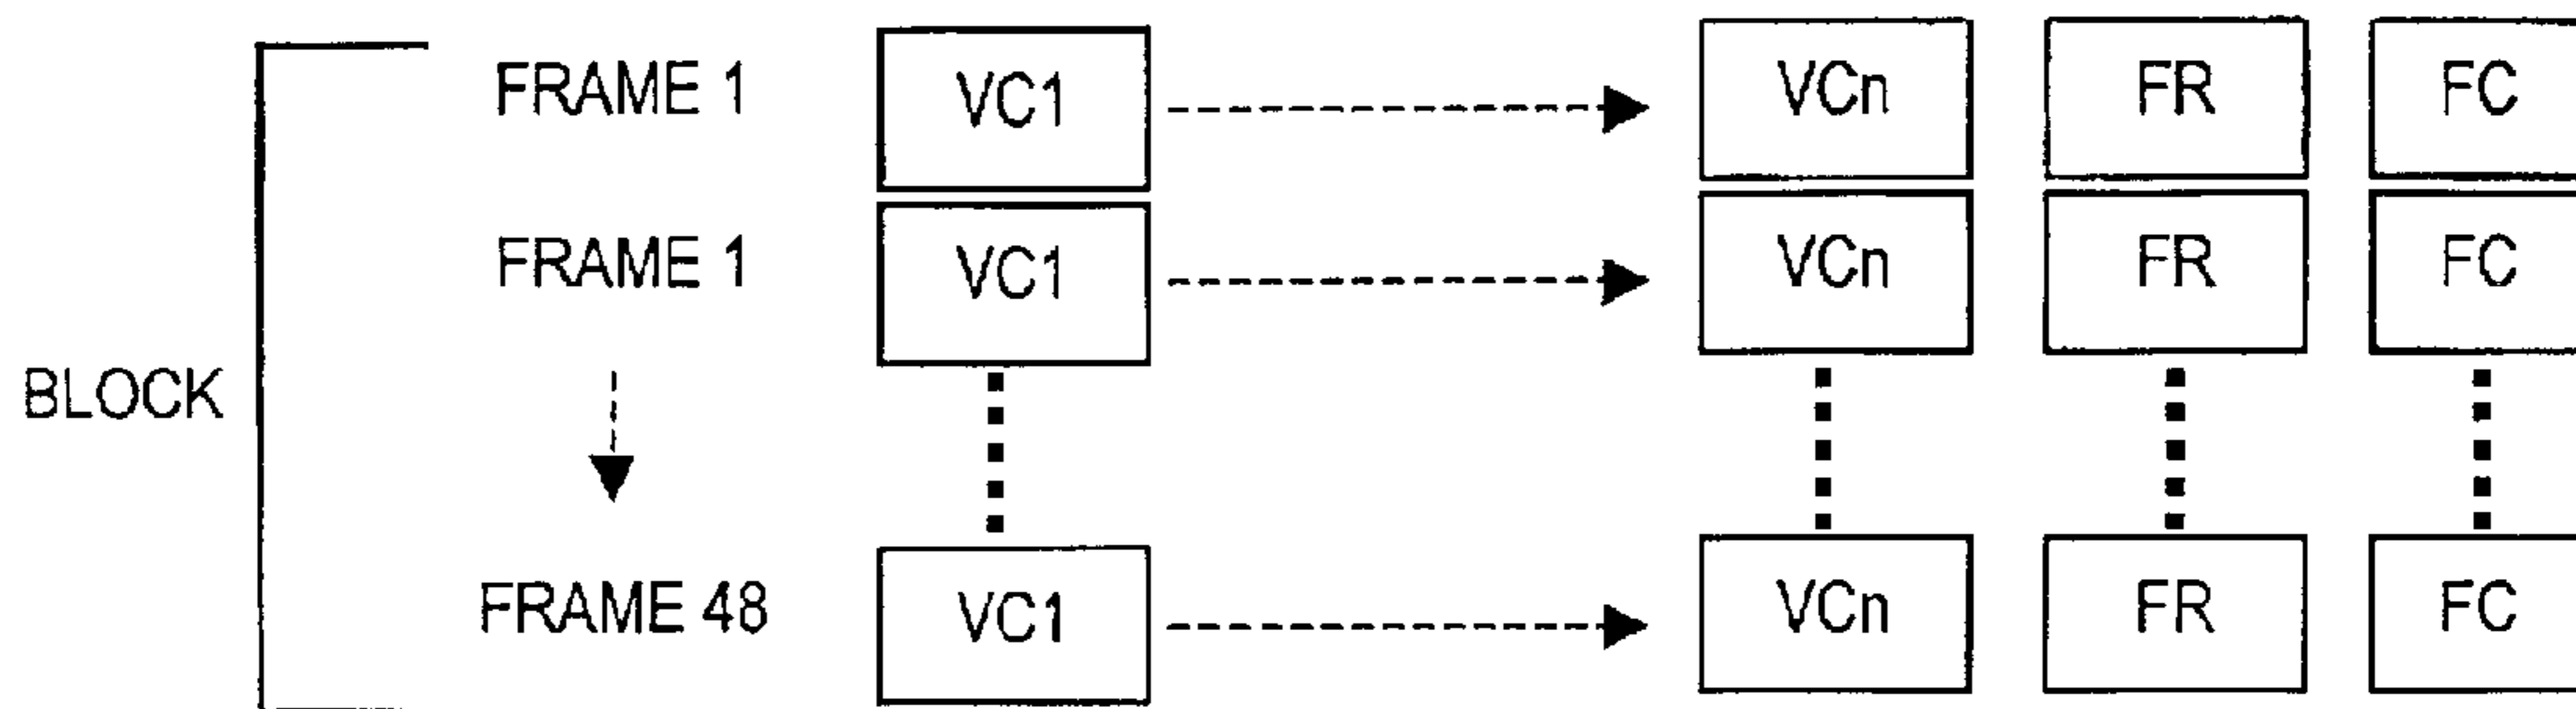 FRAME 1 VC1 VCn FR FC
FRAME 1 VC1 VCn FR FC
BLOCK
FRAME 48 VC1 VCn FR FC